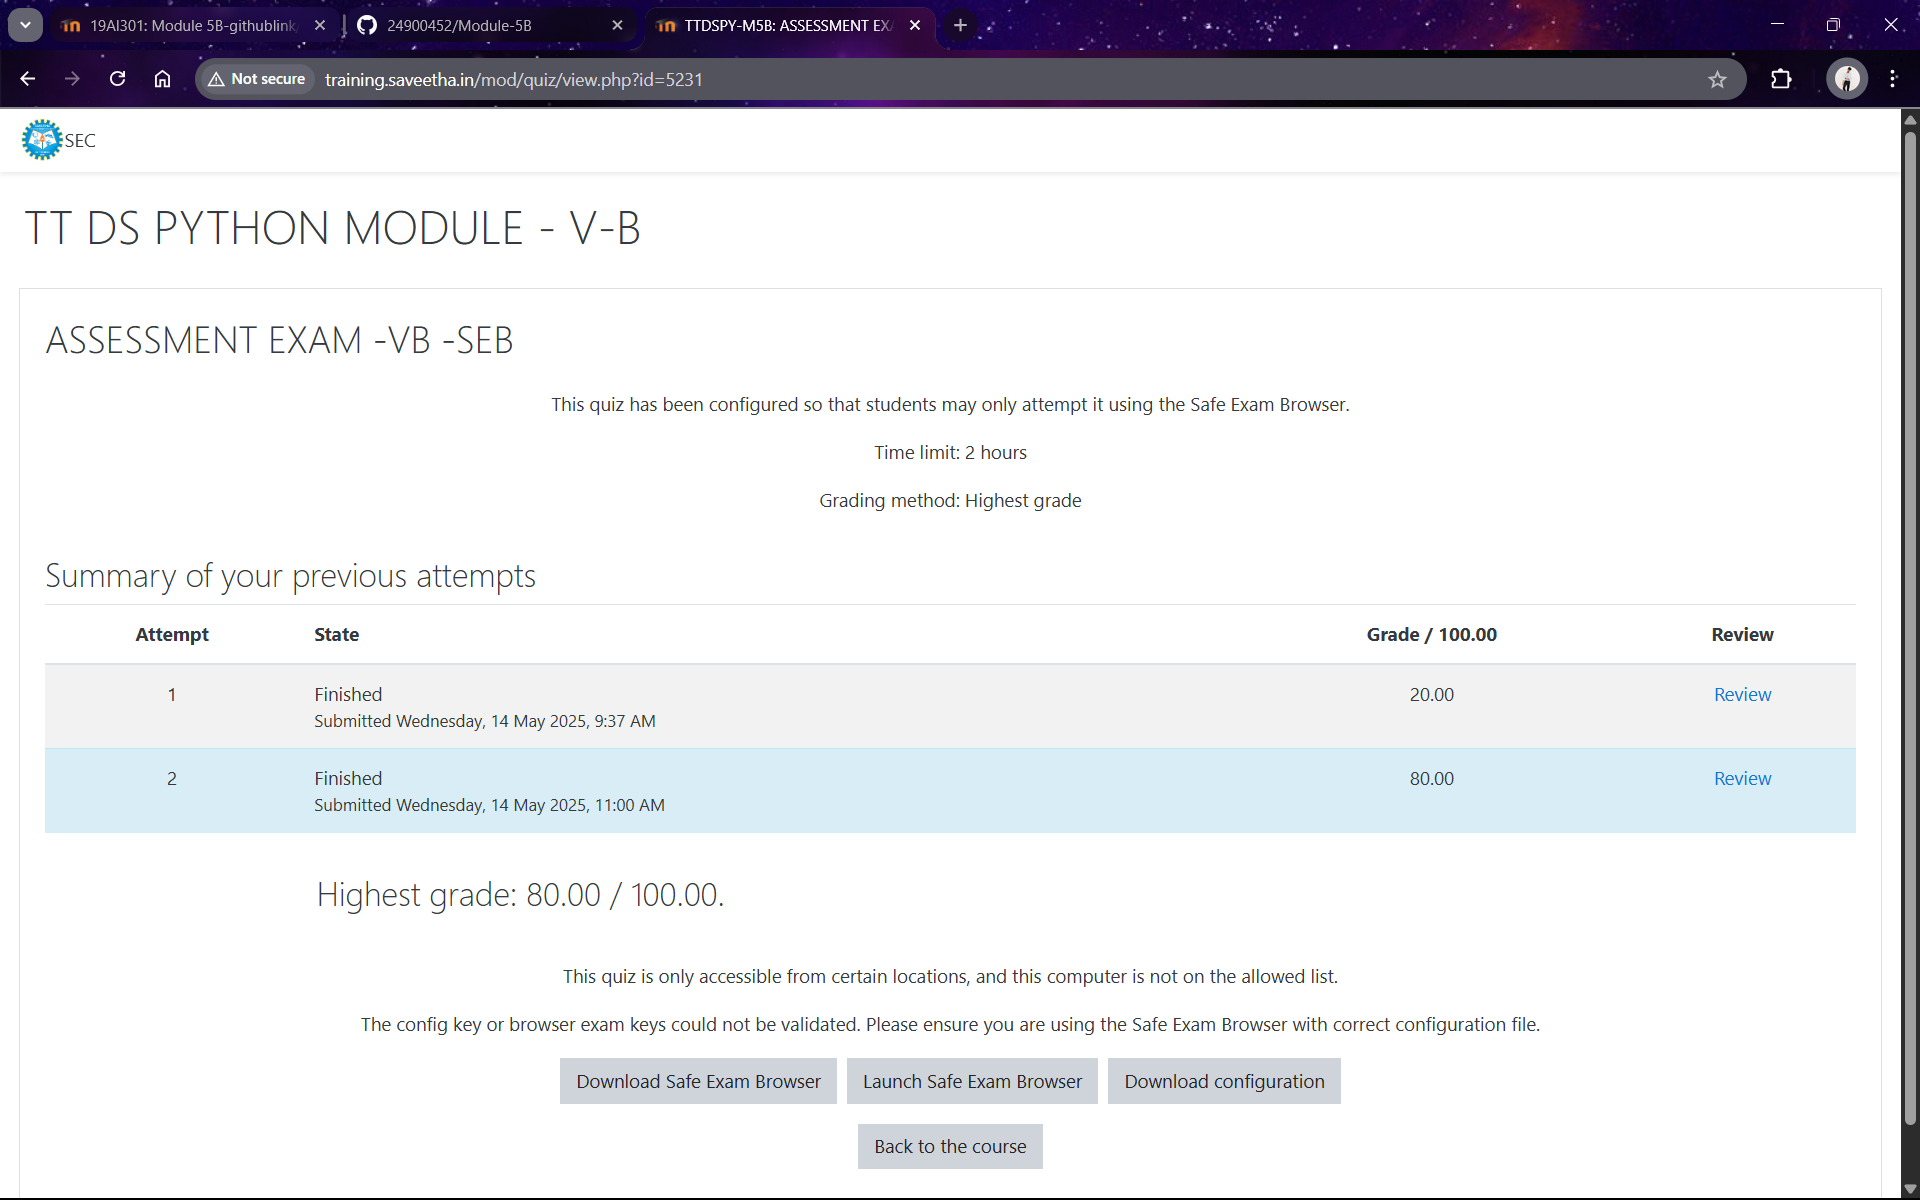 19AI301: Module 5B-githublink
24900452/Module-5B
TTDSPY-M5B: ASSESSMENT EX
Not secure
training.saveetha.in/mod/quiz/view.php?id=5231
SEC
TT DS PYTHON MODULE - V-B
ASSESSMENT EXAM -VB -SEB
This quiz has been configured so that students may only attempt it using the Safe Exam Browser.
Time limit: 2 hours
Grading method: Highest grade
Summary of your previous attempts
Attempt State Grade / 100.00 Review
1 Finished 20.00 Review
Submitted Wednesday, 14 May 2025, 9:37 AM
2 Finished 80.00 Review
Submitted Wednesday, 14 May 2025, 11:00 AM
Highest grade: 80.00 / 100.00.
This quiz is only accessible from certain locations, and this computer is not on the allowed list.
The config key or browser exam keys could not be validated. Please ensure you are using the Safe Exam Browser with correct configuration file.
Download Safe Exam Browser Launch Safe Exam Browser Download configuration
Back to the course